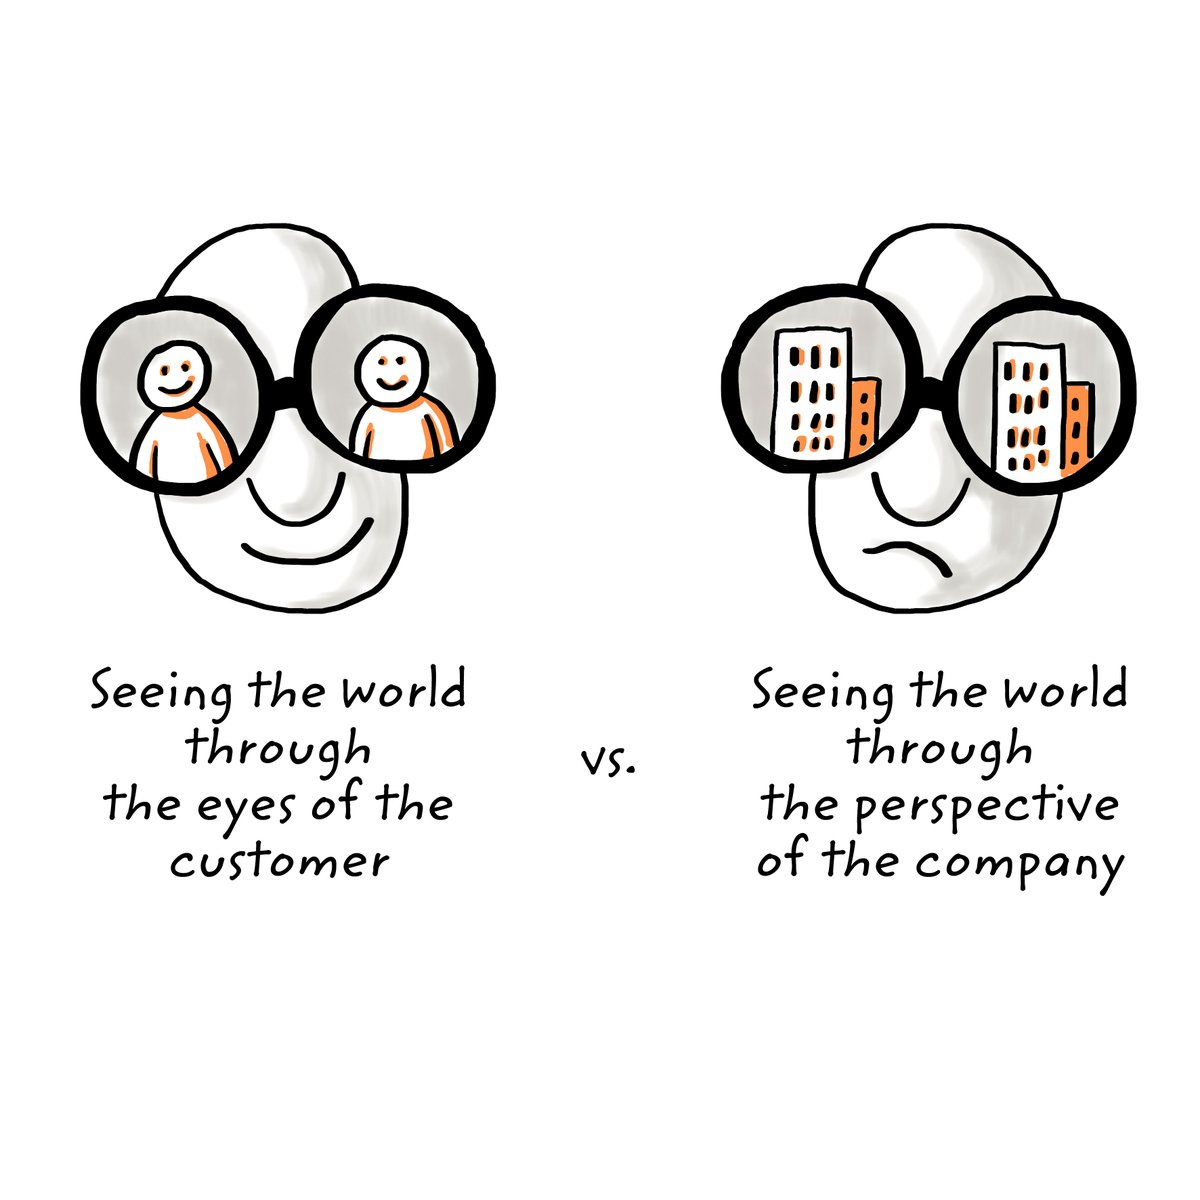 Seeing the world
through
the eyes of the
customer
vs.
Seeing the world
through
the perspective
of the company